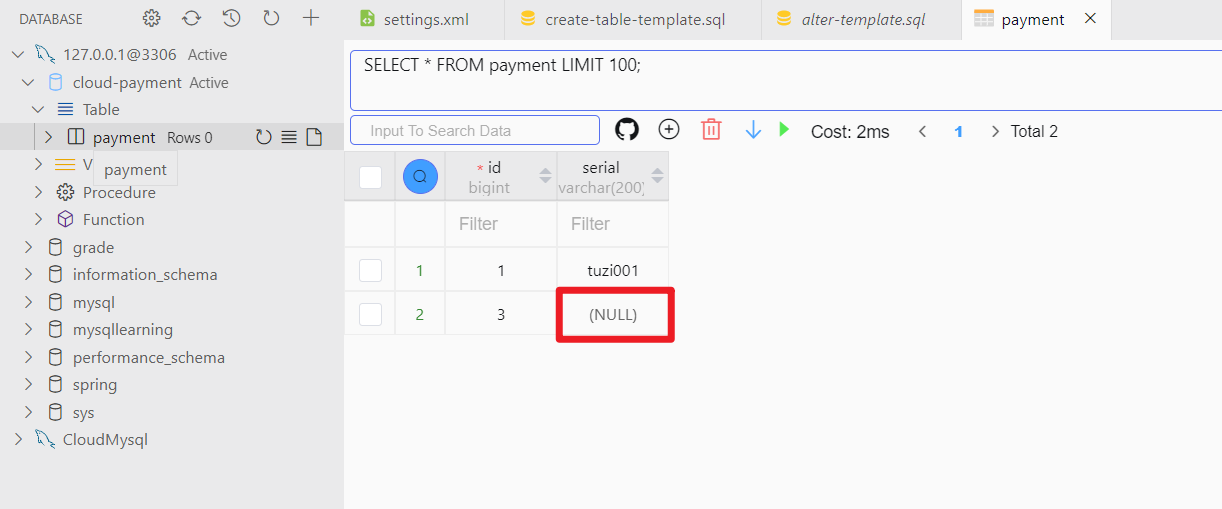 DATABASE
settings.xml
create-table-template.sql
alter-template.sql
payment
127.0.0.1@3306 Active
cloud-payment Active
Table
payment Rows 0
V
payment
Procedure
Function
grade
information_schema
mysql
mysqllearning
performance_schema
spring
sys
CloudMysql
SELECT * FROM payment LIMIT 100;
Input To Search Data
Cost: 2ms
1
Total 2
* id
bigint
serial
varchar(200)
Filter
Filter
1 1 tuzi001
2 3 (NULL)